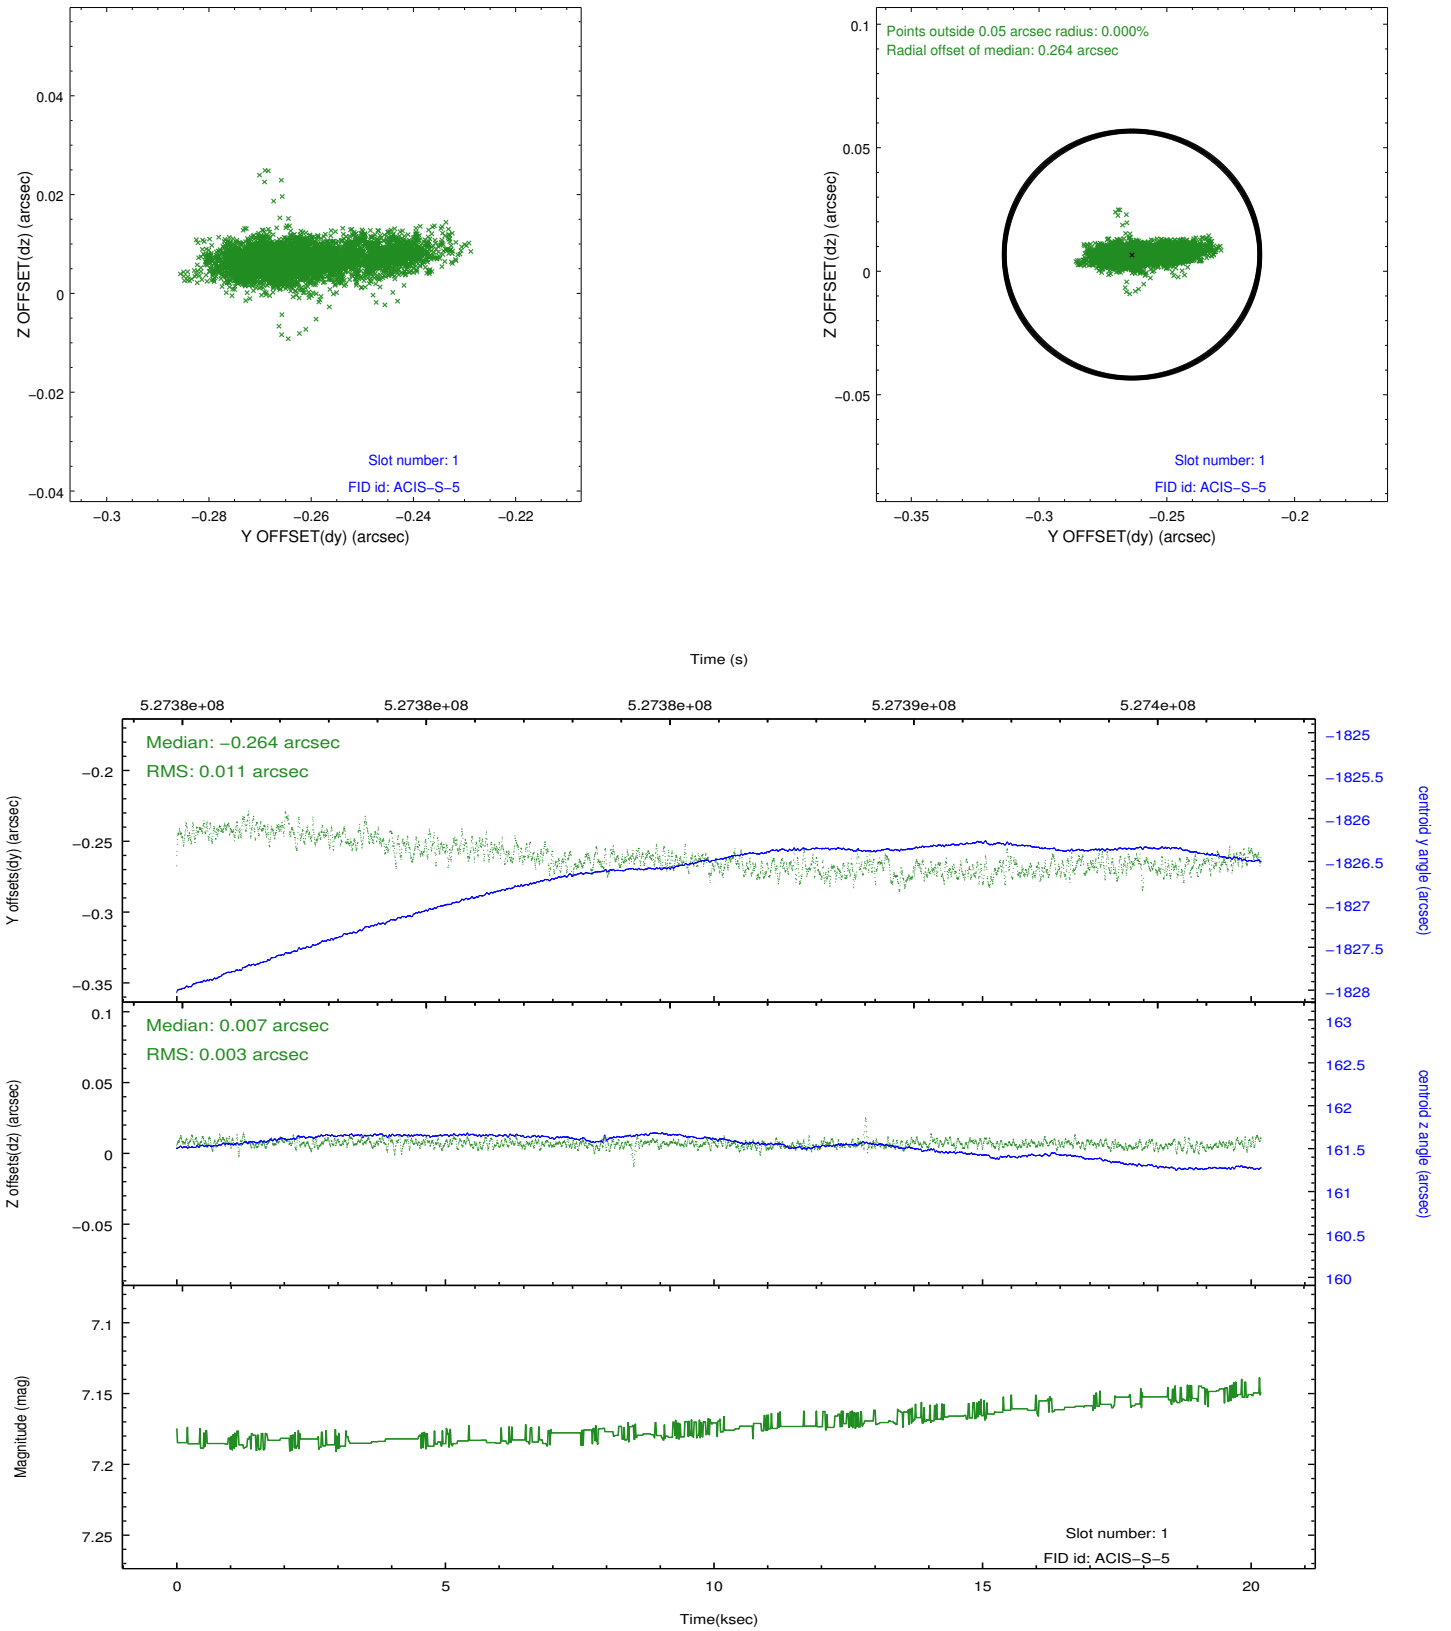 0.04
0.02
0
−0.02
−0.04
Z OFFSET(dz) (arcsec)
Slot number: 1
FID id: ACIS−S−5
−0.3
−0.28
−0.26
−0.24
−0.22
Y OFFSET(dy) (arcsec)
Points outside 0.05 arcsec radius: 0.000%
Radial offset of median: 0.264 arcsec
0.1
0.05
0
−0.05
Z OFFSET(dz) (arcsec)
Slot number: 1
FID id: ACIS−S−5
−0.35
−0.3
−0.25
−0.2
Y OFFSET(dy) (arcsec)
Time (s)
5.2738e+08
5.2738e+08
5.2738e+08
5.2739e+08
5.274e+08
Median: −0.264 arcsec
RMS: 0.011 arcsec
−0.2
−0.25
−0.3
−0.35
Y offsets(dy) (arcsec)
−1825
−1825.5
−1826
−1826.5
−1827
−1827.5
−1828
centroid y angle (arcsec)
Median: 0.007 arcsec
RMS: 0.003 arcsec
0.1
0.05
0
−0.05
Z offsets(dz) (arcsec)
163
162.5
162
161.5
161
160.5
160
centroid z angle (arcsec)
7.1
7.15
7.2
7.25
Magnitude (mag)
Slot number: 1
FID id: ACIS−S−5
0
5
10
15
20
Time(ksec)